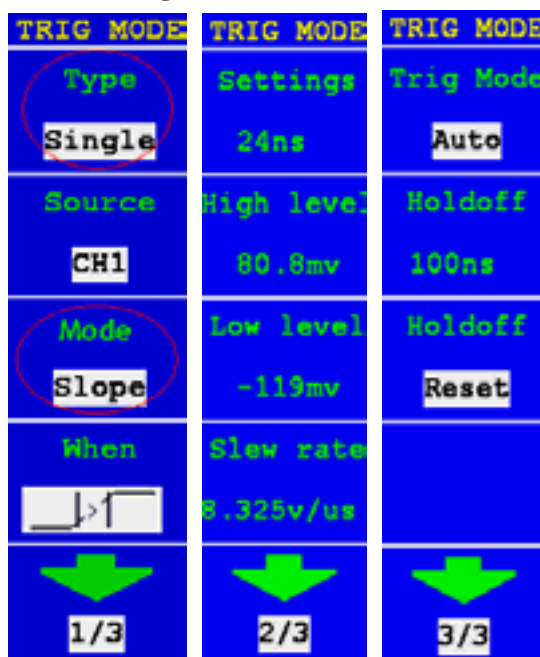 TRIG MODE
Type
Single
Source
CH1
Mode
Slope
When
1/3
TRIG MODE
Settings
24ns
High level
80.8mv
Low level
-119mv
Slew rate
8.325v/us
2/3
TRIG MODE
Trig Mode
Auto
Holdoff
100ns
Holdoff
Reset
3/3